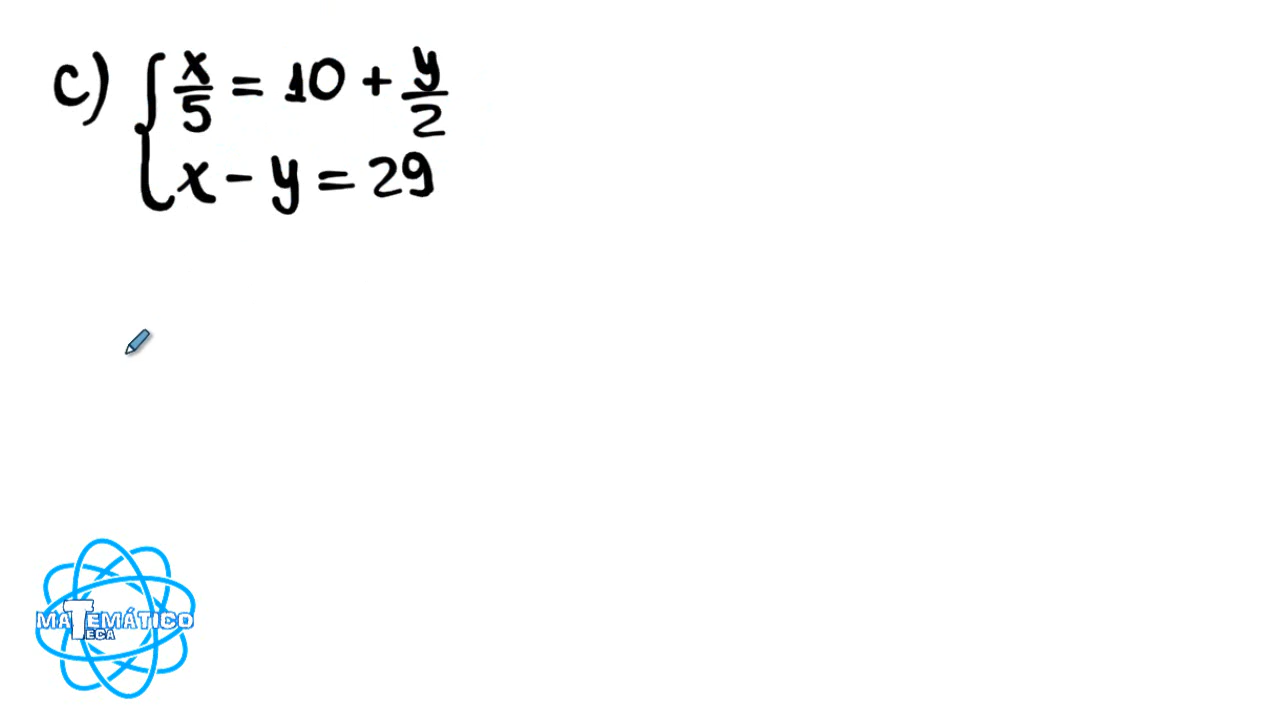 c) { x/5 = 10 + y/2
x - y = 29
MATEMÁTICO
TECA